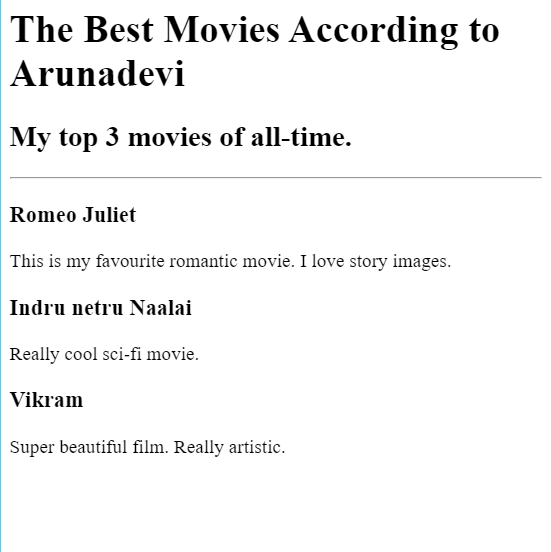 The Best Movies According to
Arunadevi
My top 3 movies of all-time.
Romeo Juliet
This is my favourite romantic movie. I love story images.
Indru netru Naalai
Really cool sci-fi movie.
Vikram
Super beautiful film. Really artistic.